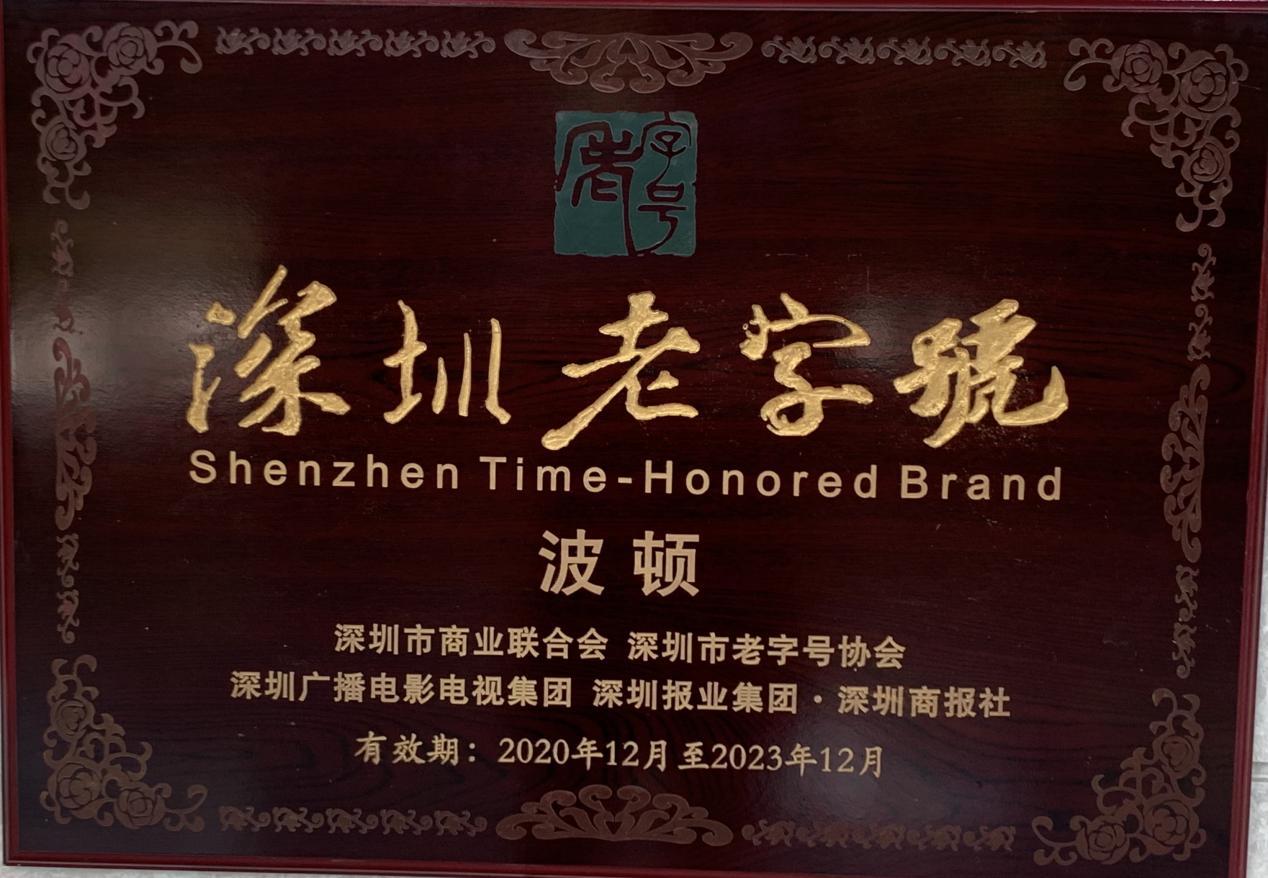 老字号
深圳老字號
Shenzhen Time-Honored Brand
波顿
深圳市商业联合会 深圳市老字号协会
深圳广播电影电视集团 深圳报业集团·深圳商报社
有效期：2020年12月至2023年12月